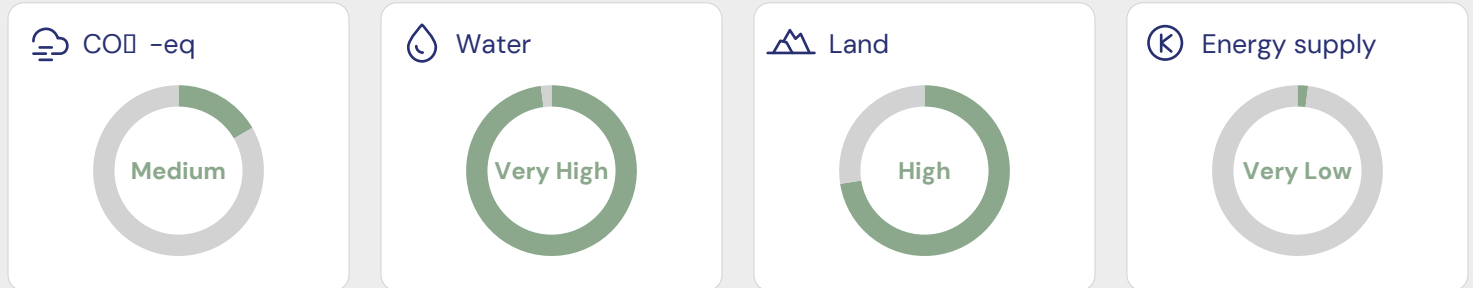 CO▯ -eq
Medium
Water
Very High
Land
High
Energy supply
Very Low